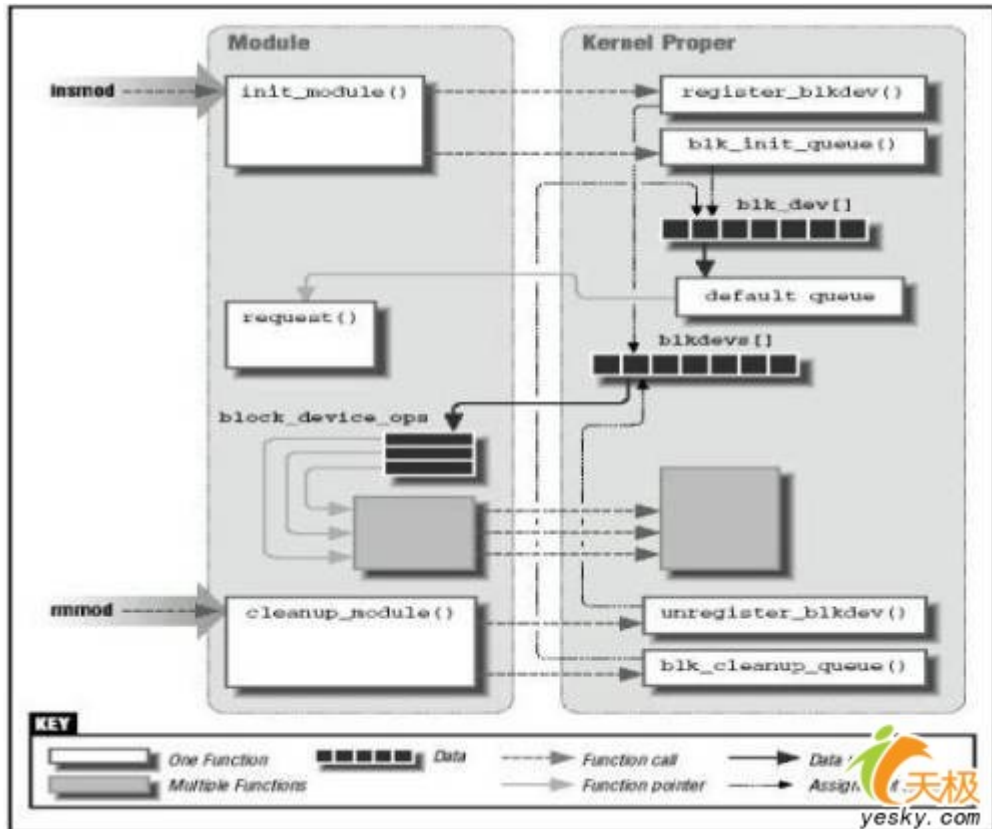 Module
Kernel Proper
insmod
init_module()
register_blkdev()
blk_init_queue()
blk_dev[]
default queue
request()
blkdevs[]
block_device_ops
rmmod
cleanup_module()
unregister_blkdev()
blk_cleanup_queue()
KEY
One Function
Data
Function call
Data
Multiple Functions
Function pointer
天极
yesky.com